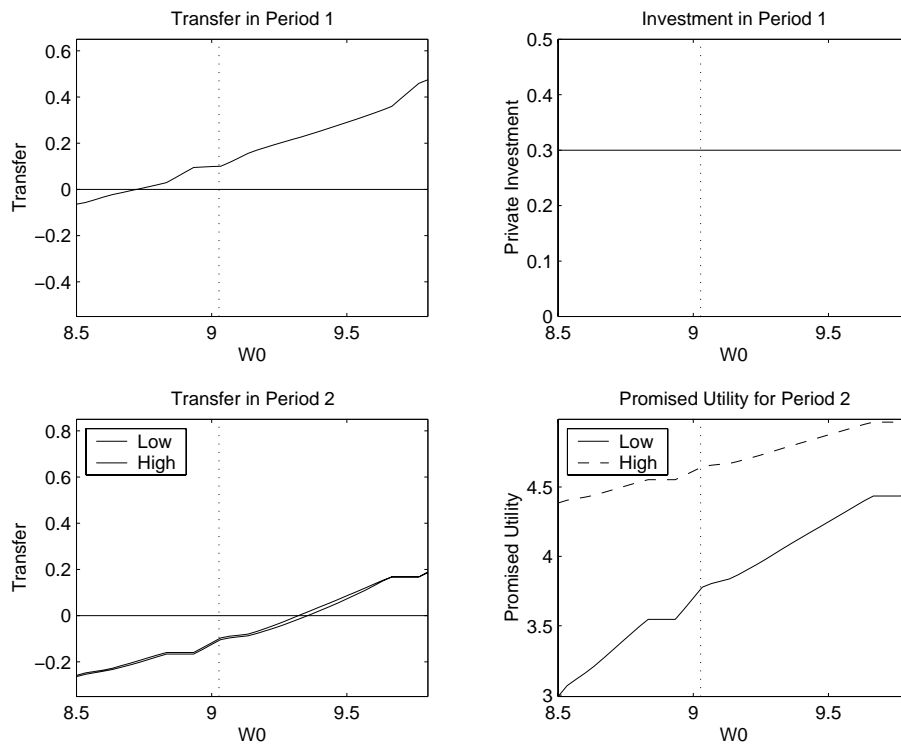 Transfer in Period 1
0.6
0.4
0.2
0
−0.2
−0.4
Transfer
8.5 9 9.5
W0
Investment in Period 1
0.5
0.4
0.3
0.2
0.1
0
Private Investment
8.5 9 9.5
W0
Transfer in Period 2
Low
High
0.8
0.6
0.4
0.2
0
−0.2
Transfer
8.5 9 9.5
W0
Promised Utility for Period 2
Low
High
4.5
4
3.5
3
Promised Utility
8.5 9 9.5
W0